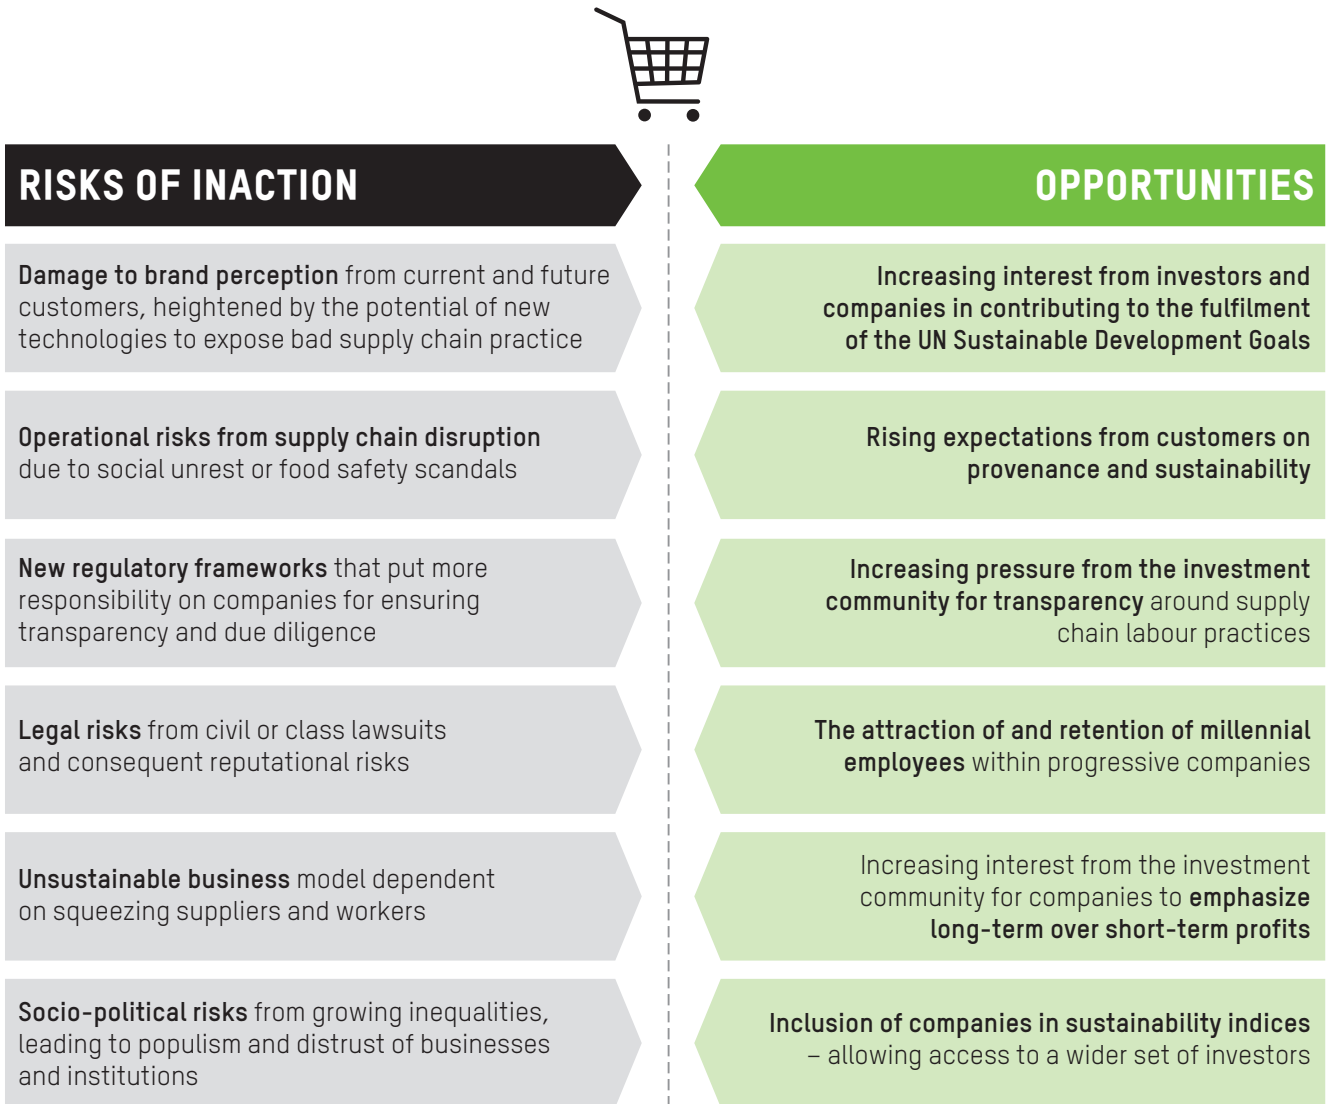 RISKS OF INACTION
Damage to brand perception from current and future
customers, heightened by the potential of new
technologies to expose bad supply chain practice
Operational risks from supply chain disruption
due to social unrest or food safety scandals
New regulatory frameworks that put more
responsibility on companies for ensuring
transparency and due diligence
Legal risks from civil or class lawsuits
and consequent reputational risks
Unsustainable business model dependent
on squeezing suppliers and workers
Socio-political risks from growing inequalities,
leading to populism and distrust of businesses
and institutions
OPPORTUNITIES
Increasing interest from investors and
companies in contributing to the fulfilment
of the UN Sustainable Development Goals
Rising expectations from customers on
provenance and sustainability
Increasing pressure from the investment
community for transparency around supply
chain labour practices
The attraction of and retention of millennial
employees within progressive companies
Increasing interest from the investment
community for companies to emphasize
long-term over short-term profits
Inclusion of companies in sustainability indices
– allowing access to a wider set of investors